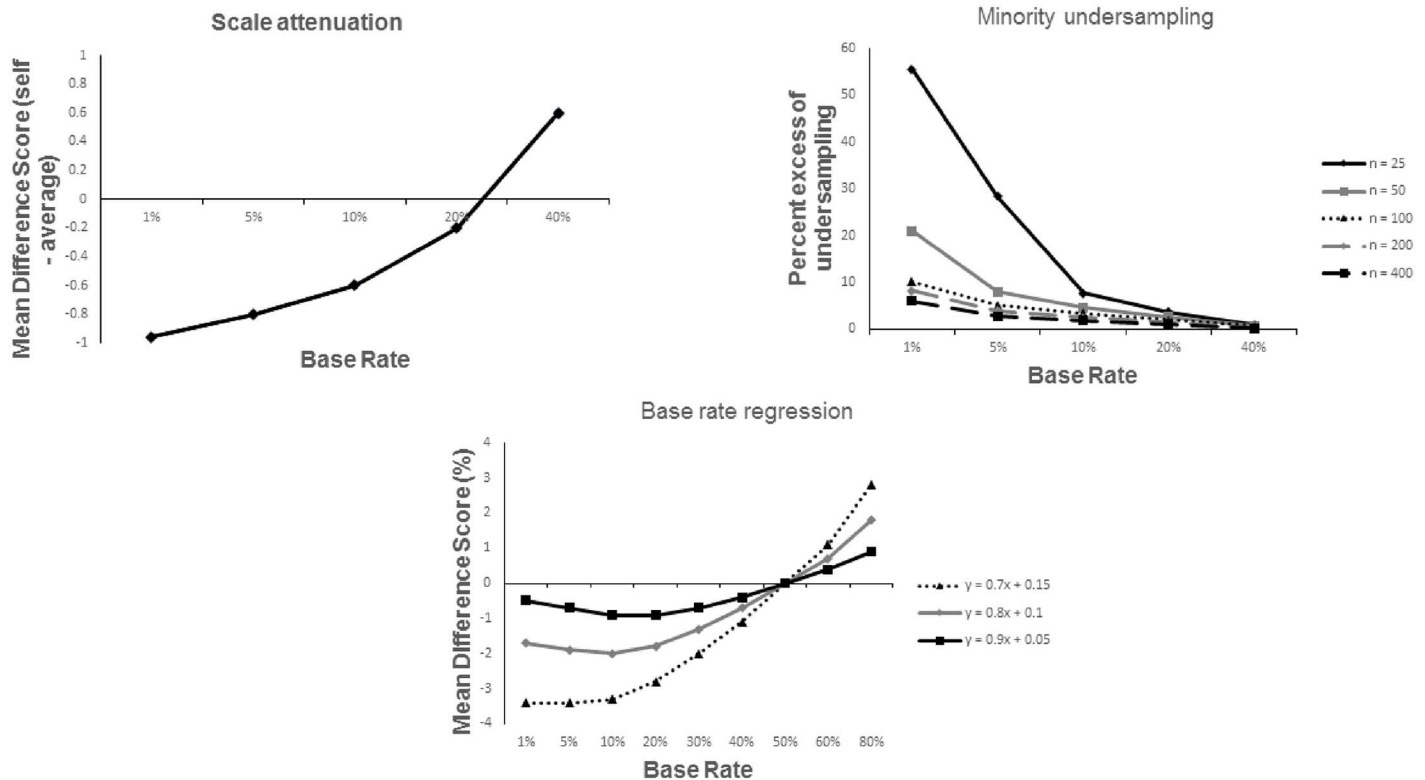 Scale attenuation
Mean Difference Score (self
- average)
1
0.8
0.6
0.4
0.2
0
-0.2
-0.4
-0.6
-0.8
-1
1% 5% 10% 20% 40%
Base Rate
Minority undersampling
Percent excess of
undersampling
60
50
40
30
20
10
0
1% 5% 10% 20% 40%
Base Rate
n = 25
n = 50
n = 100
n = 200
n = 400
Base rate regression
Mean Difference Score (%)
4
3
2
1
0
-1
-2
-3
-4
1% 5% 10% 20% 30% 40% 50% 60% 80%
Base Rate
y = 0.7x + 0.15
y = 0.8x + 0.1
y = 0.9x + 0.05